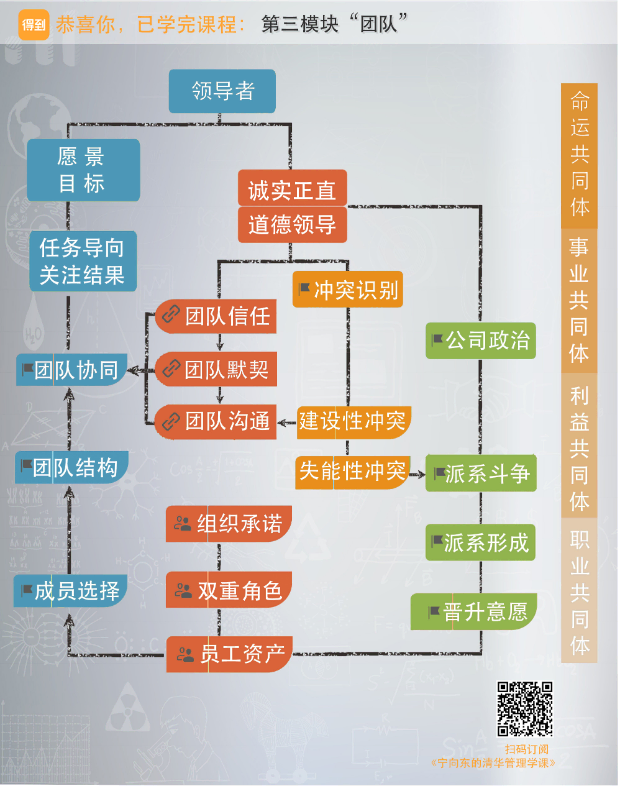 得到 恭喜你，已学完课程： 第三模块“团队”
领导者
愿 景
目 标
诚实正直
道德领导
任务导向
关注结果
冲突识别
团队信任
公司政治
团队协同
团队默契
团队沟通
建设性冲突
团队结构
失能性冲突
派系斗争
组织承诺
派系形成
成员选择
双重角色
晋升意愿
员工资产
命运共同体
事业共同体
利益共同体
职业共同体
扫码订阅
《宁向东的清华管理学课》